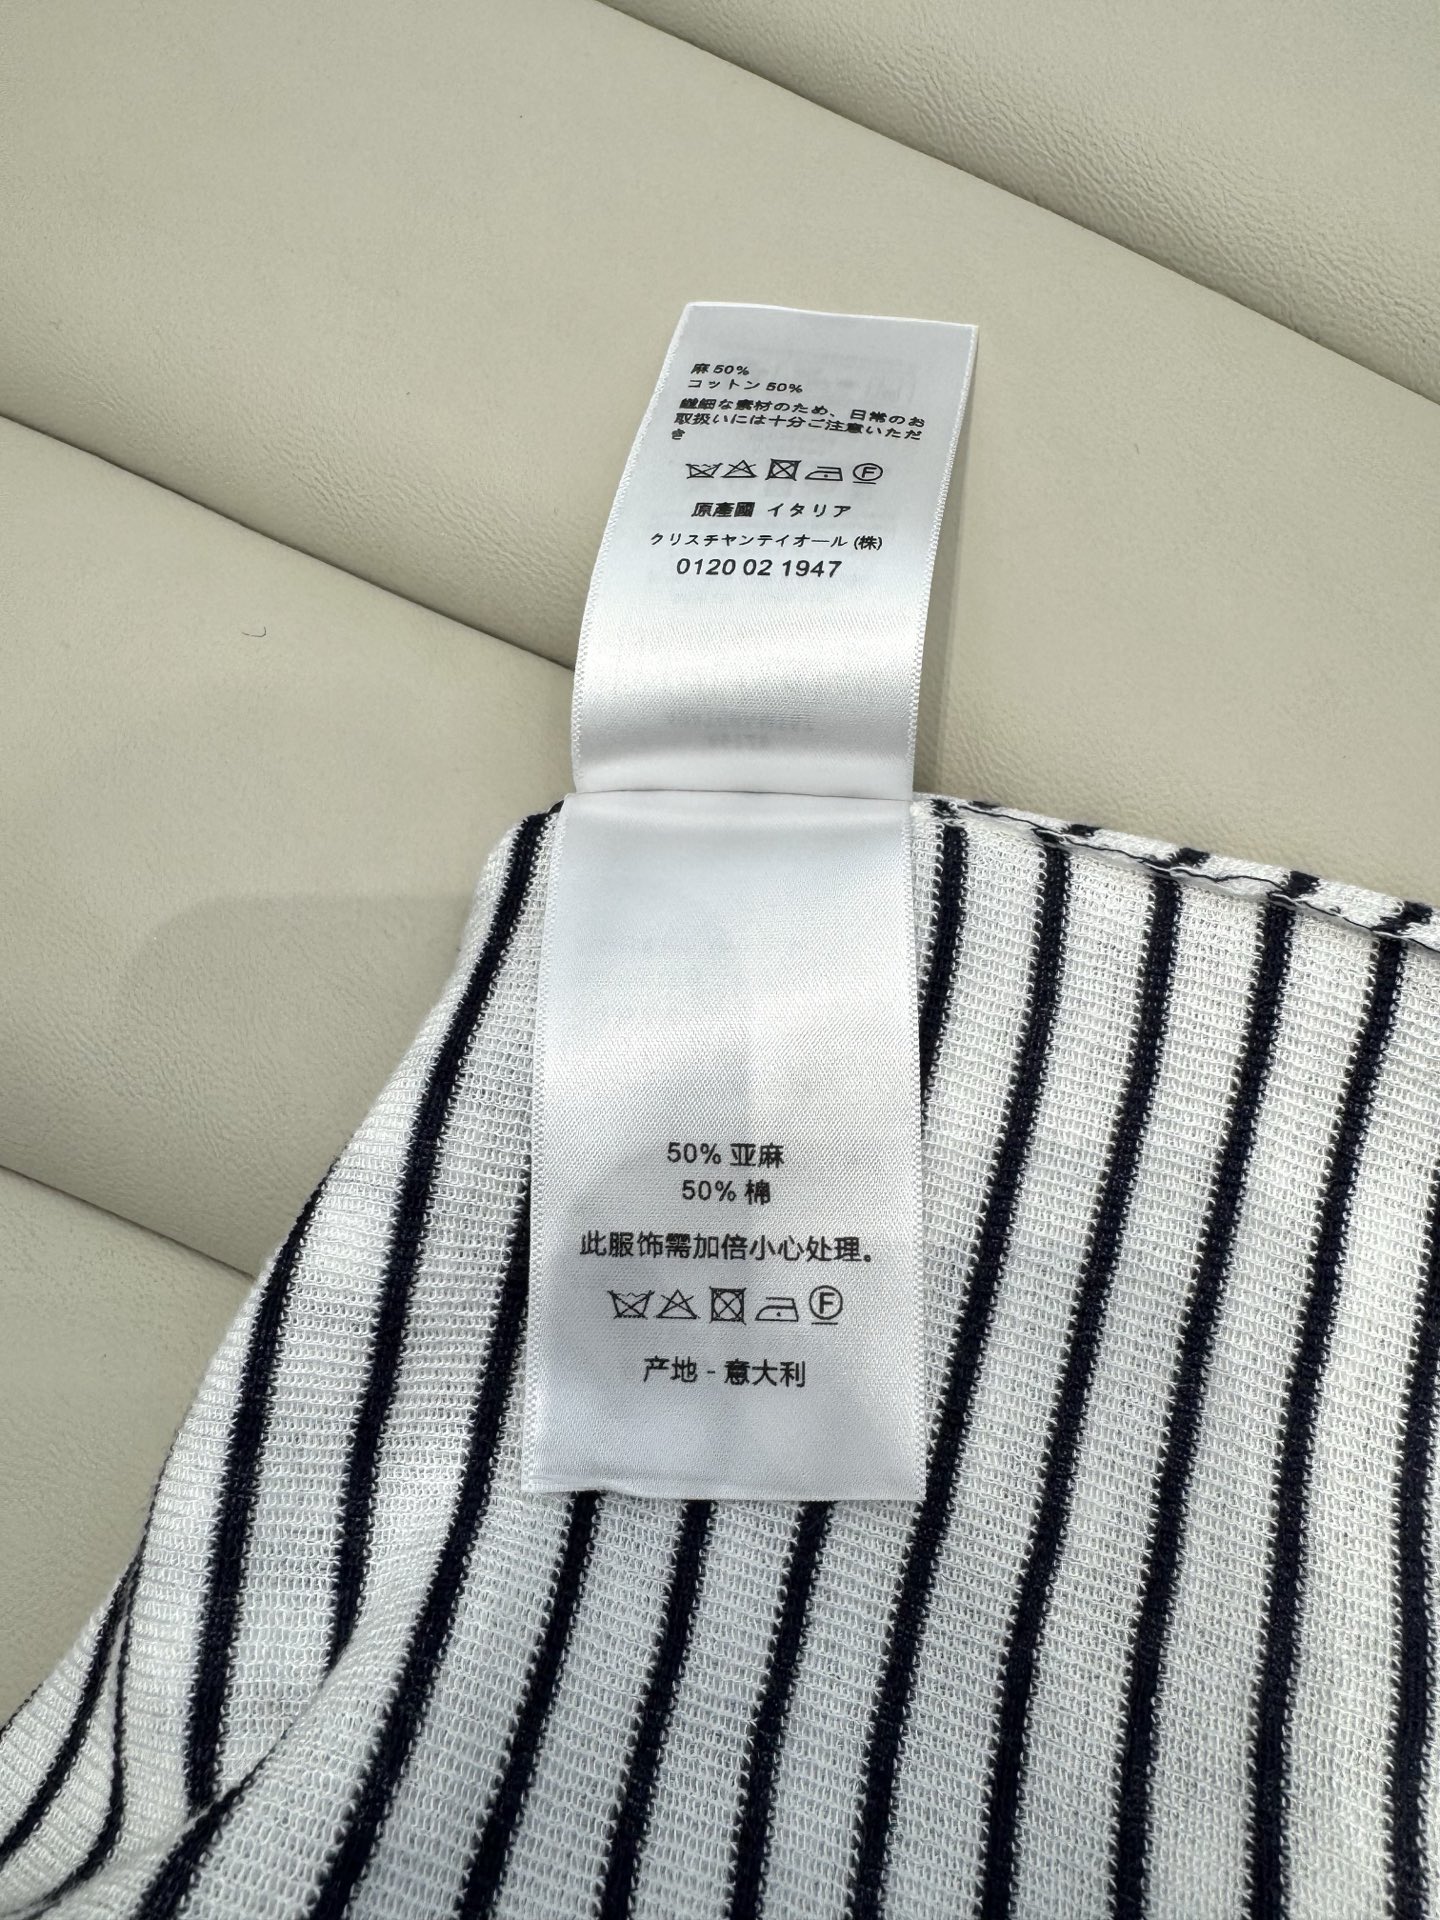 麻 50%
コットン 50%
繊細な素材のため、日常のお
取扱いには十分ご注意いただ
き
F
原産國 イタリア
クリスチャンディオール (株)
0120 02 1947
50% 亚麻
50% 棉
此服饰需加倍小心处理。
F
产地 - 意大利